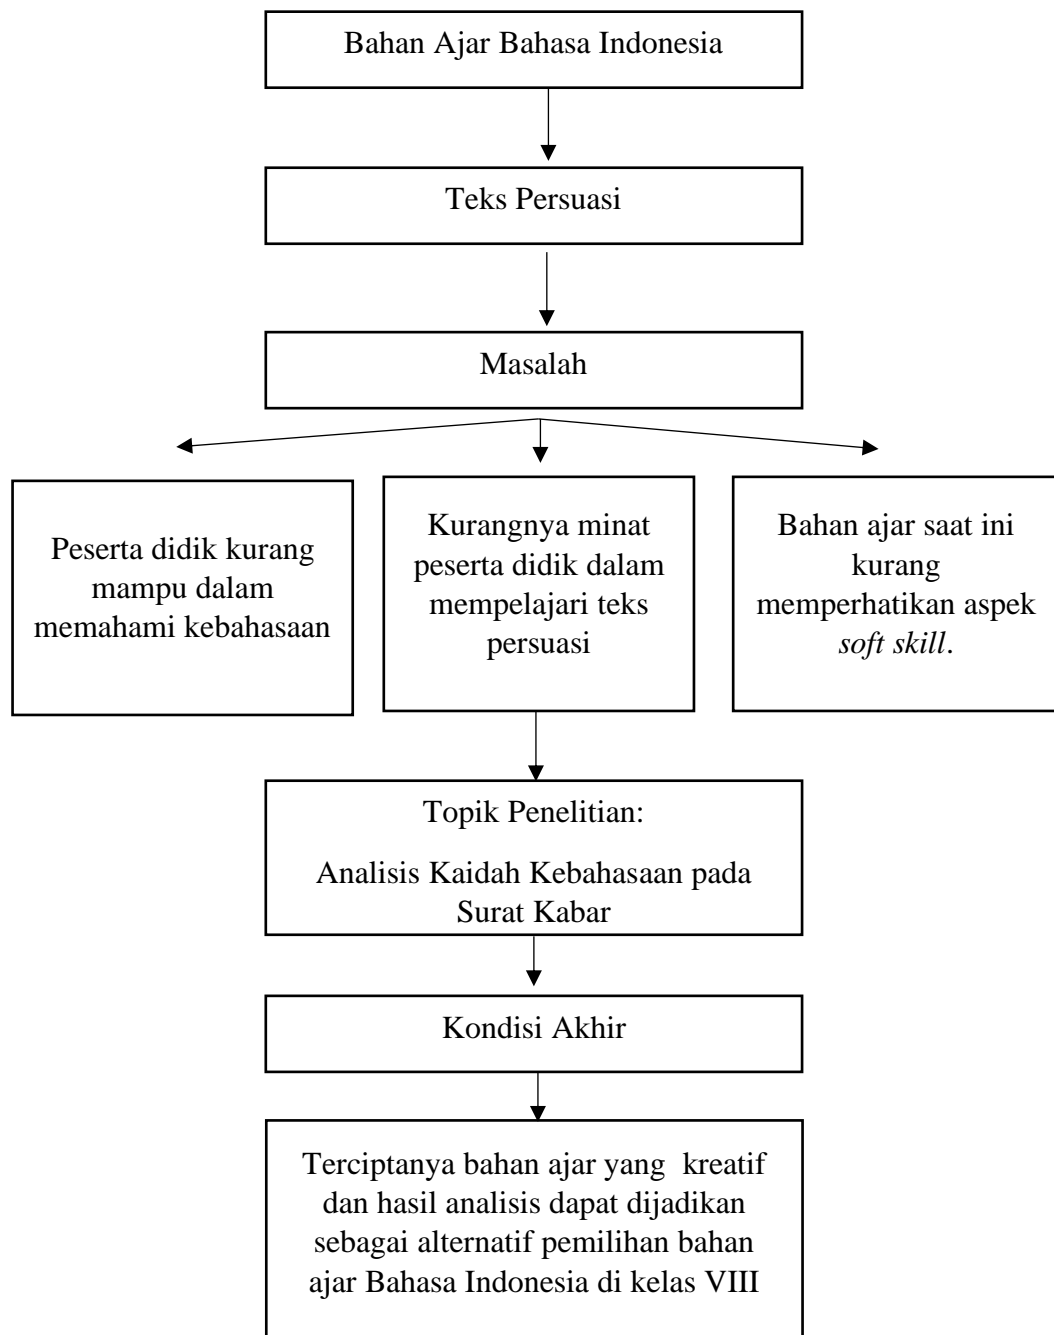 Bahan Ajar Bahasa Indonesia
Teks Persuasi
Masalah
Peserta didik kurang
mampu dalam
memahami kebahasaan
Kurangnya minat
peserta didik dalam
mempelajari teks
persuasi
Bahan ajar saat ini
kurang
memperhatikan aspek
soft skill.
Topik Penelitian:
Analisis Kaidah Kebahasaan pada
Surat Kabar
Kondisi Akhir
Terciptanya bahan ajar yang  kreatif
dan hasil analisis dapat dijadikan
sebagai alternatif pemilihan bahan
ajar Bahasa Indonesia di kelas VIII